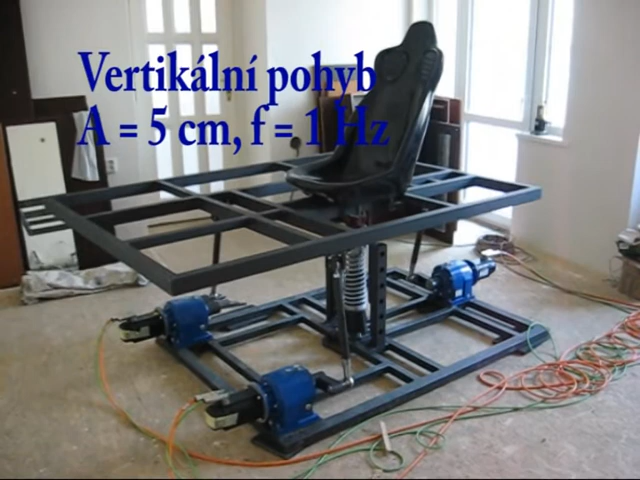 Vertikální pohyb
A = 5 cm, f = 1 Hz